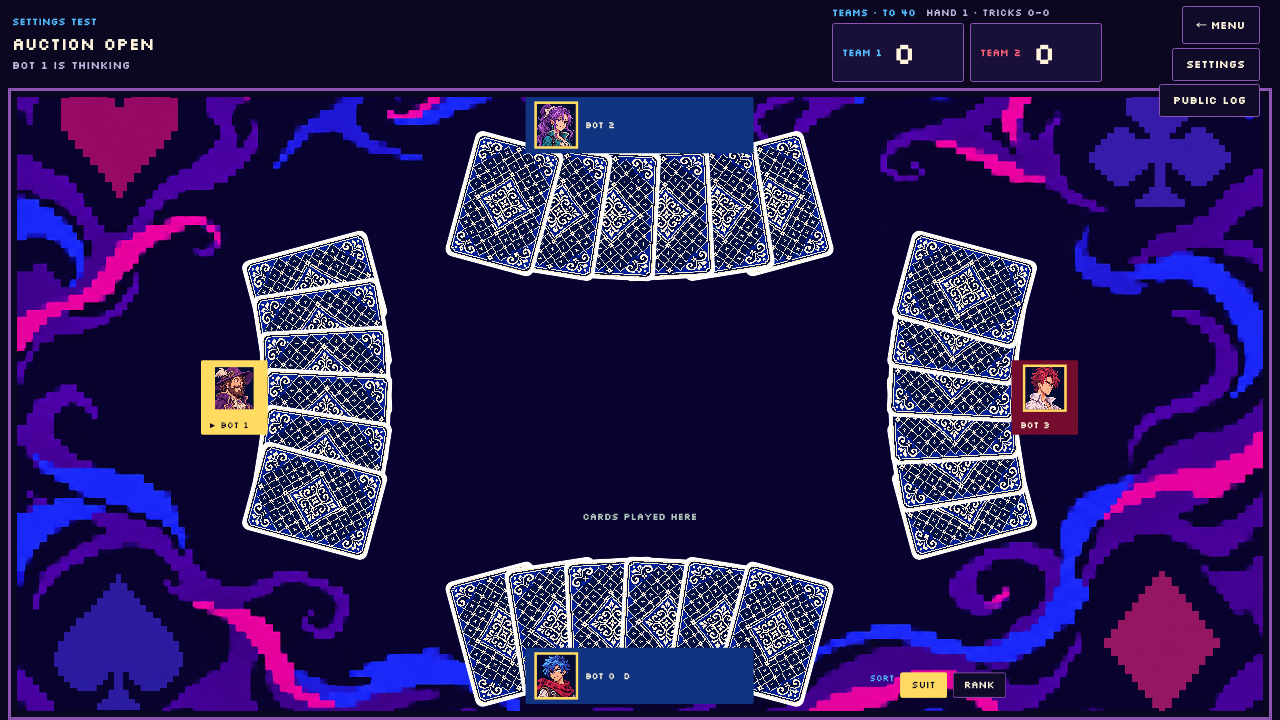 SETTINGS TEST
AUCTION OPEN
BOT 1 IS THINKING
TEAMS · TO 40 HAND 1 · TRICKS 0-0
TEAM 1 0
TEAM 2 0
← MENU
SETTINGS
PUBLIC LOG
BOT 2
▶ BOT 1
BOT 3
CARDS PLAYED HERE
BOT 0 D
SORT SUIT RANK